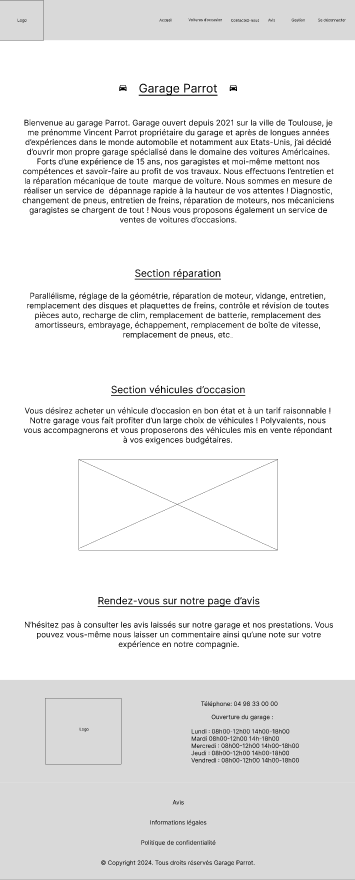 Logo
Accueil Voitures d'occasion Contactez-nous Avis Gestion Se déconnecter
Garage Parrot
Bienvenue au garage Parrot. Garage ouvert depuis 2021 sur la ville de Toulouse, je
me prénomme Vincent Parrot propriétaire du garage et après de longues années
d'expériences dans le monde automobile et notamment aux Etats-Unis, j'ai décidé
d'ouvrir mon propre garage spécialisé dans le domaine des voitures Américaines.
Forts d'une expérience de 15 ans, nos garagistes et moi-même mettont nos
compétences et savoir-faire au profit de vos travaux. Nous effectuons l'entretien et
la réparation mécanique de toute marque de voiture. Nous sommes en mesure de
réaliser un service de dépannage rapide à la hauteur de vos attentes ! Diagnostic,
changement de pneus, entretien de freins, réparation de moteurs, nos mécaniciens
garagistes se chargent de tout ! Nous vous proposons également un service de
ventes de voitures d'occasions.
Section réparation
Parallélisme, réglage de la géométrie, réparation de moteur, vidange, entretien,
remplacement des disques et plaquettes de freins, contrôle et révision de toutes
pièces auto, recharge de clim, remplacement de batterie, remplacement des
amortisseurs, embrayage, échappement, remplacement de boîte de vitesse,
remplacement de pneus, etc.
Section véhicules d'occasion
Vous désirez acheter un véhicule d'occasion en bon état et à un tarif raisonnable !
Notre garage vous fait profiter d'un large choix de véhicules ! Polyvalents, nous
vous accompagnerons et vous proposerons des véhicules mis en vente répondant
à vos exigences budgétaires.
Rendez-vous sur notre page d'avis
N'hésitez pas à consulter les avis laissés sur notre garage et nos prestations. Vous
pouvez vous-même nous laisser un commentaire ainsi qu'une note sur votre
expérience en notre compagnie.
Logo
Téléphone: 04 98 33 00 00
Ouverture du garage :
Lundi : 08h00-12h00 14h00-18h00
Mardi 08h00-12h00 14h-18h00
Mercredi : 08h00-12h00 14h00-18h00
Jeudi : 08h00-12h00 14h00-18h00
Vendredi : 08h00-12h00 14h00-18h00
Avis
Informations légales
Politique de confidentialité
© Copyright 2024. Tous droits réservés Garage Parrot.